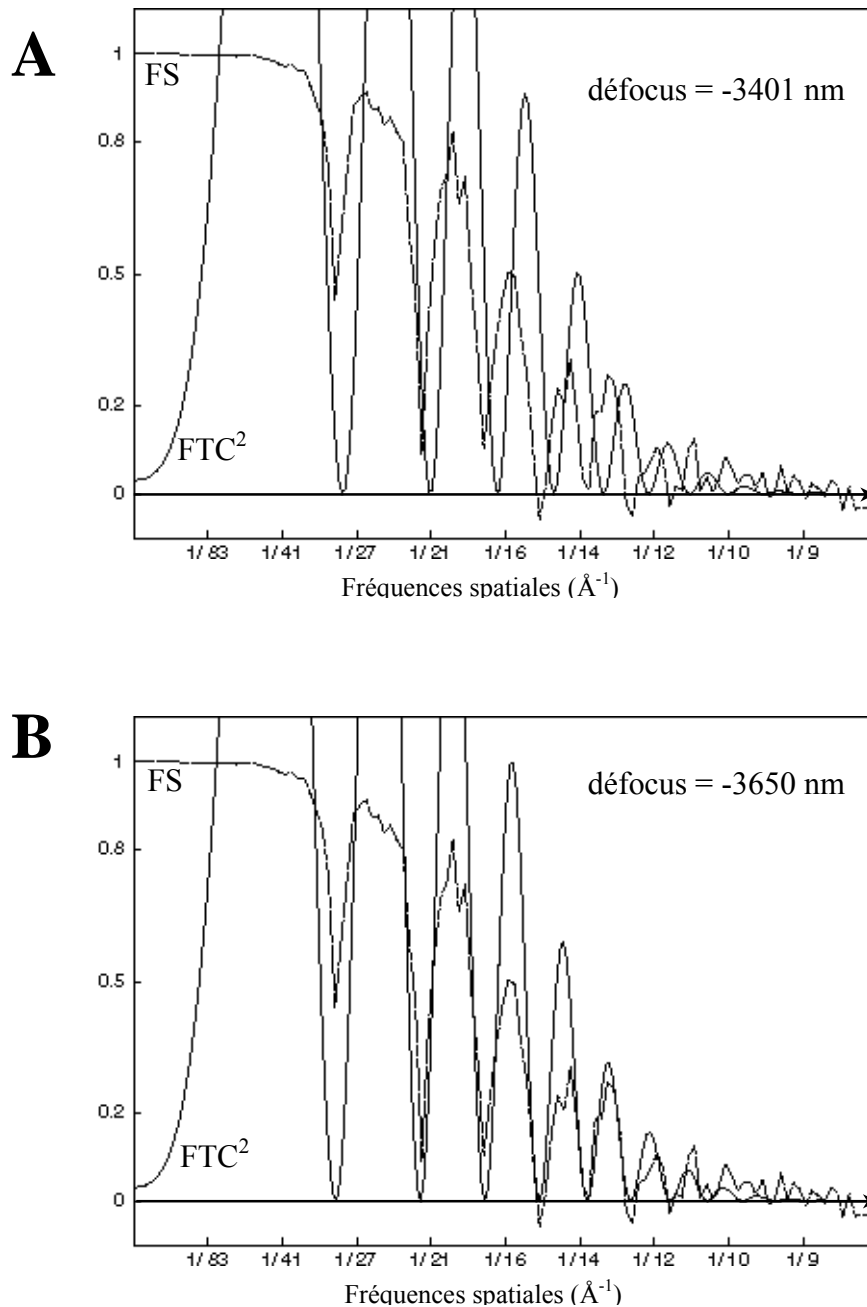 A
1
FS
défocus = -3401 nm
0.8
0.5
0.2
FTC²
0
1/83 1/41 1/27 1/21 1/16 1/14 1/12 1/10 1/9
Fréquences spatiales (Å⁻¹)
B
1
FS
défocus = -3650 nm
0.8
0.5
0.2
FTC²
0
1/83 1/41 1/27 1/21 1/16 1/14 1/12 1/10 1/9
Fréquences spatiales (Å⁻¹)